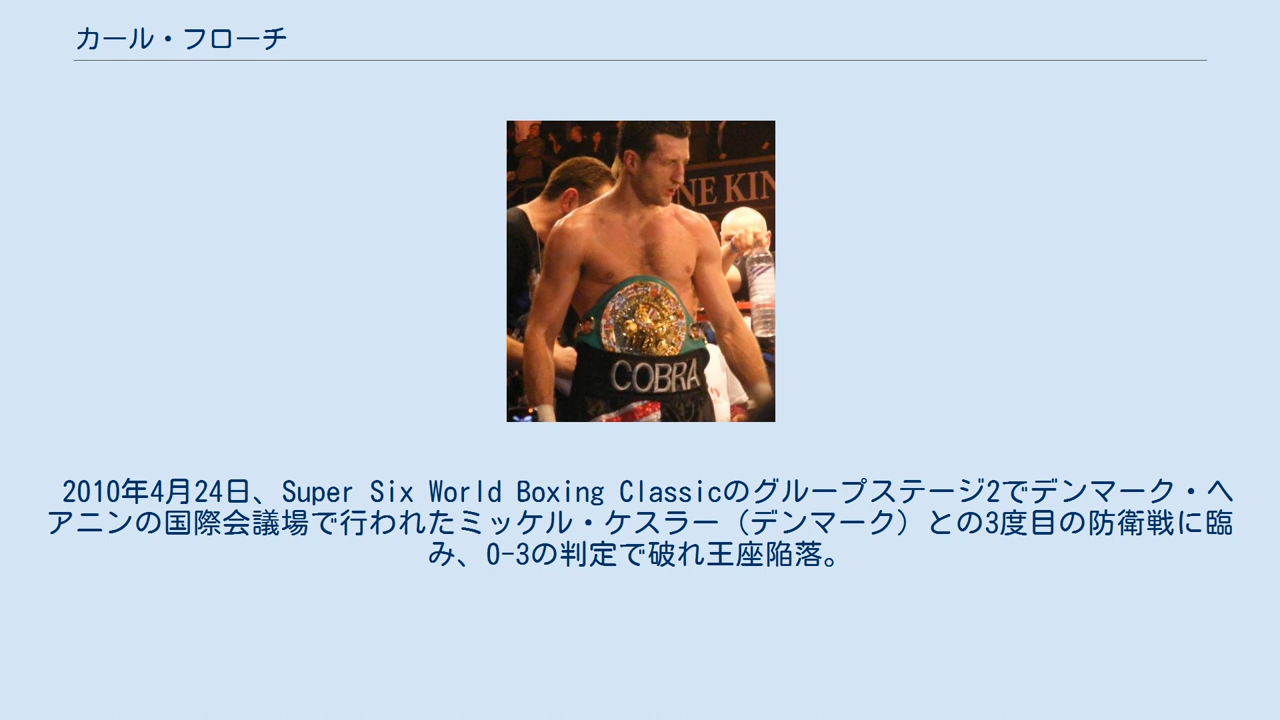 カール・フローチ
NE KIN
COBRA
2010年4月24日、Super Six World Boxing Classicのグループステージ2でデンマーク・ヘ
アニンの国際会議場で行われたミッケル・ケスラー（デンマーク）との3度目の防衛戦に臨
み、0-3の判定で破れ王座陥落。